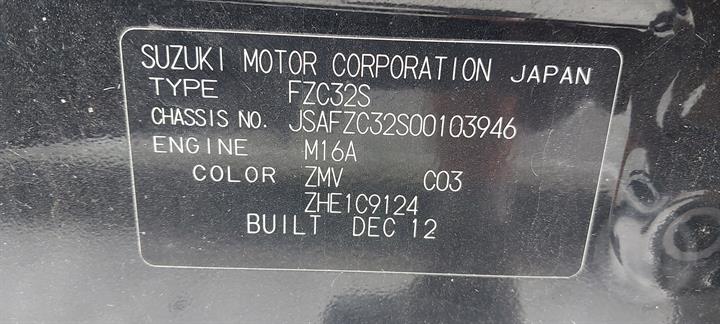 SUZUKI MOTOR CORPORATION JAPAN
TYPE FZC32S
CHASSIS NO. JSAFZC32S00103946
ENGINE M16A
COLOR ZMV C03
ZHE1C9124
BUILT DEC 12